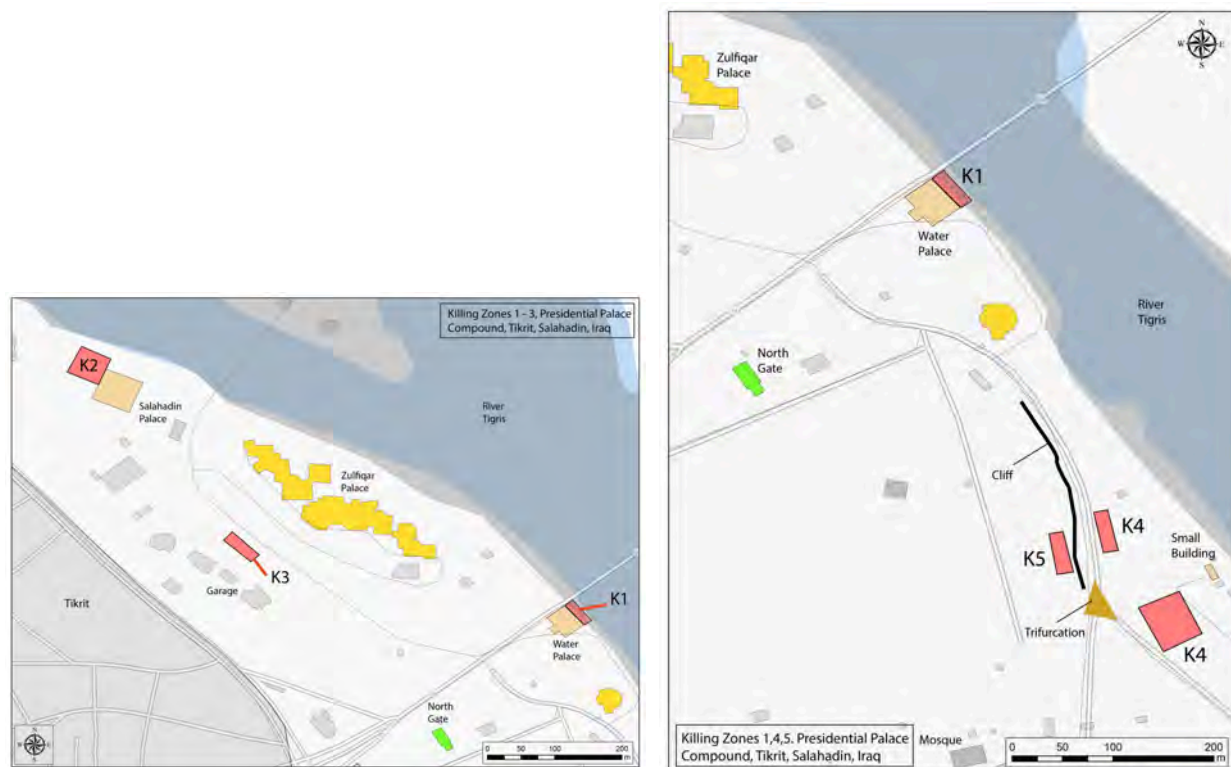 Killing Zones 1 - 3, Presidential Palace
Compound, Tikrit, Salahadin, Iraq
K2
Salahadin
Palace
River
Tigris
Zulfiqar
Palace
K3
Garage
Tikrit
K1
Water
Palace
North
Gate
N
W E
S
0 50 100 200
m
N
W E
S
Zulfiqar
Palace
K1
Water
Palace
River
Tigris
North
Gate
Cliff
K4
K5
Small
Building
Trifurcation
K4
Killing Zones 1,4,5. Presidential Palace
Compound, Tikrit, Salahadin, Iraq
Mosque
0 50 100 200
m